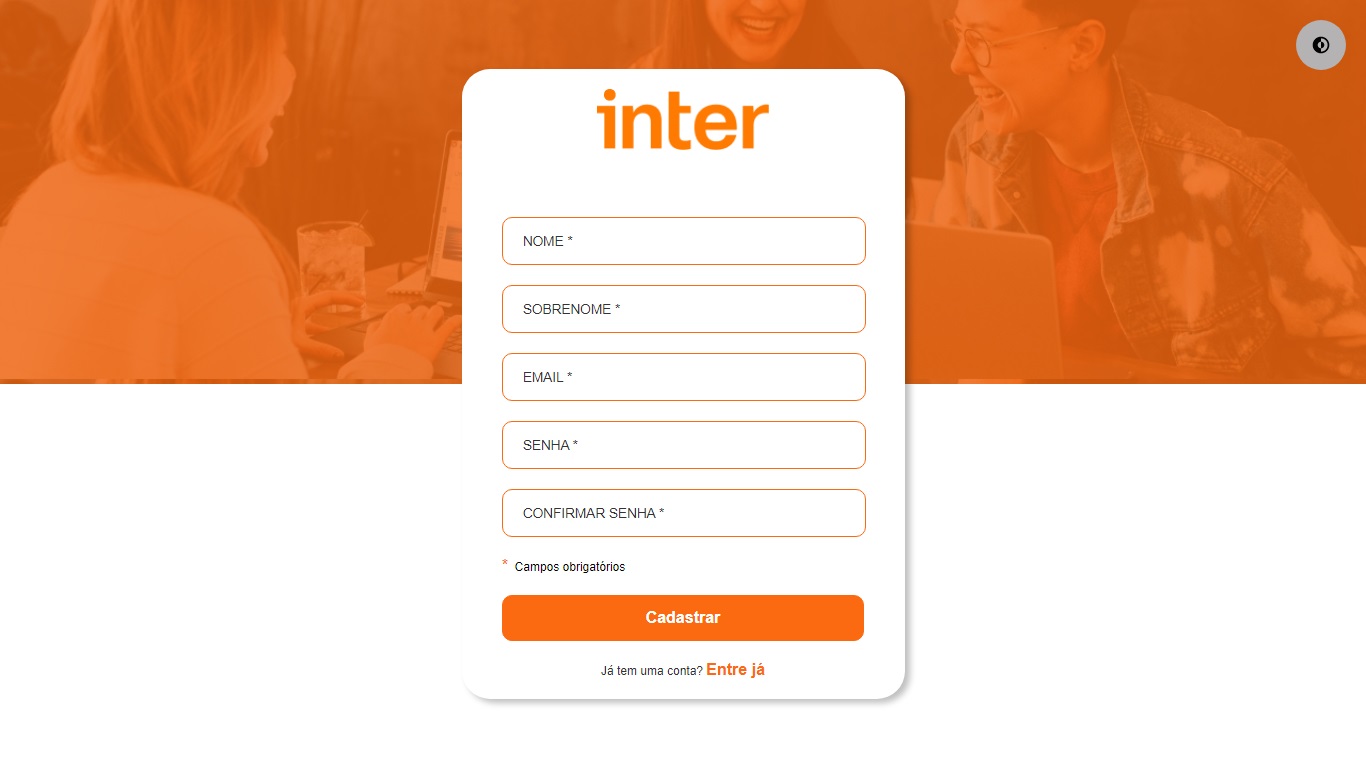 inter
NOME *
SOBRENOME *
EMAIL *
SENHA *
CONFIRMAR SENHA *
* Campos obrigatórios
Cadastrar
Já tem uma conta? Entre já